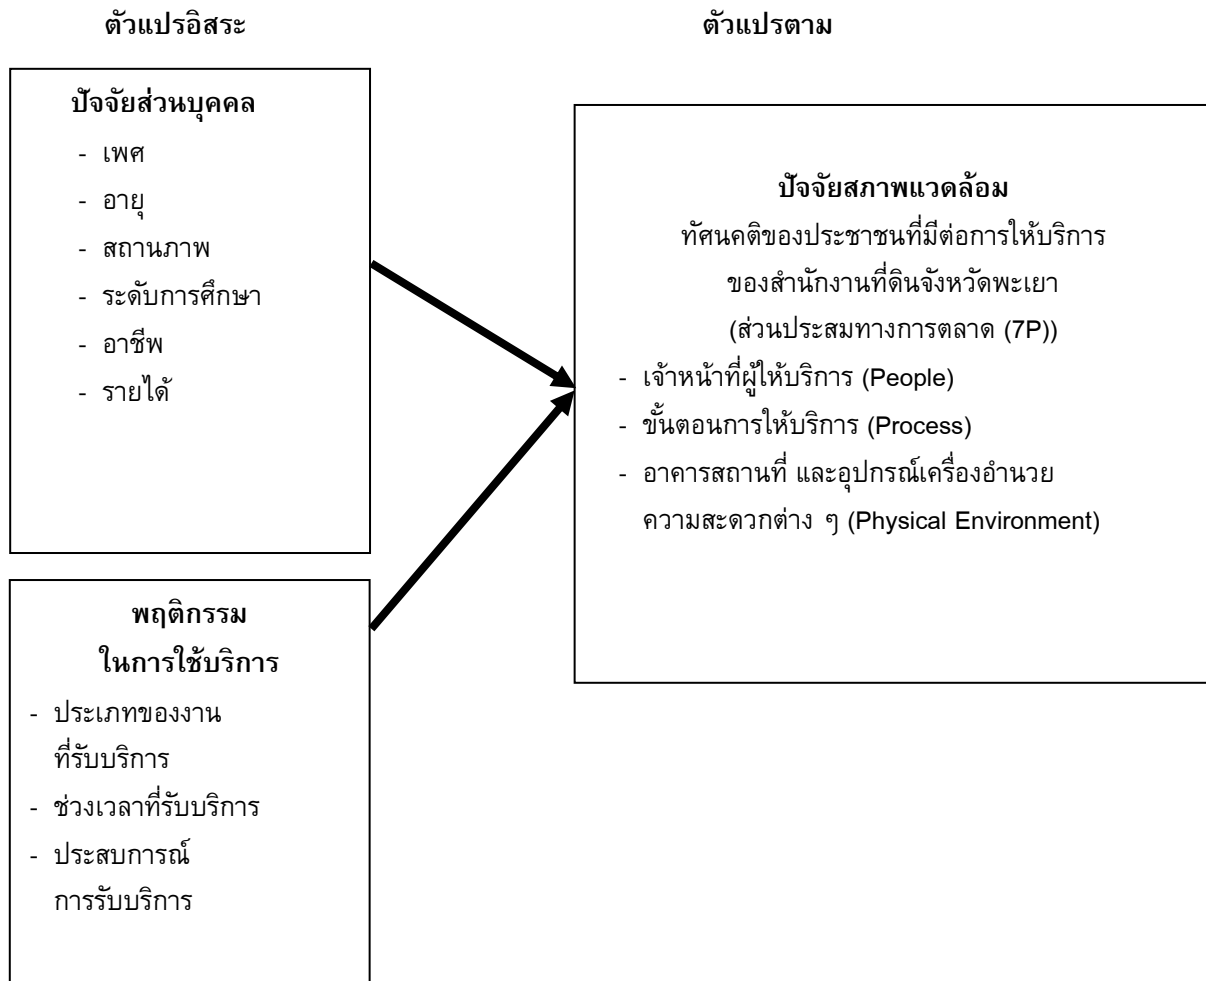 ตัวแปรอิสระ
ตัวแปรตาม
ปัจจัยส่วนบุคคล
- เพศ
- อายุ
- สถานภาพ
- ระดับการศึกษา
- อาชีพ
- รายได้
พฤติกรรม
ในการใช้บริการ
- ประเภทของงาน
ที่รับบริการ
- ช่วงเวลาที่รับบริการ
- ประสบการณ์
การรับบริการ
ปัจจัยสภาพแวดล้อม
ทัศนคติของประชาชนที่มีต่อการให้บริการ
ของสำนักงานที่ดินจังหวัดพะเยา
(ส่วนประสมทางการตลาด (7P))
- เจ้าหน้าที่ผู้ให้บริการ (People)
- ขั้นตอนการให้บริการ (Process)
- อาคารสถานที่ และอุปกรณ์เครื่องอำนวย
ความสะดวกต่าง ๆ (Physical Environment)